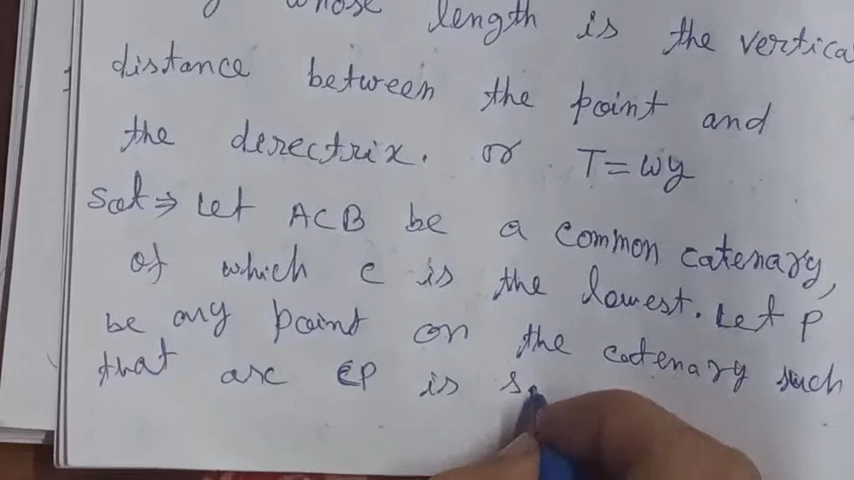 whose length is the vertica
distance between the point and
the derectrix. or T = wy
Sol ⇒ Let ACB be a common catenary,
of which c is the lowest. Let P
be any point on the catenary such
that arc CP is s